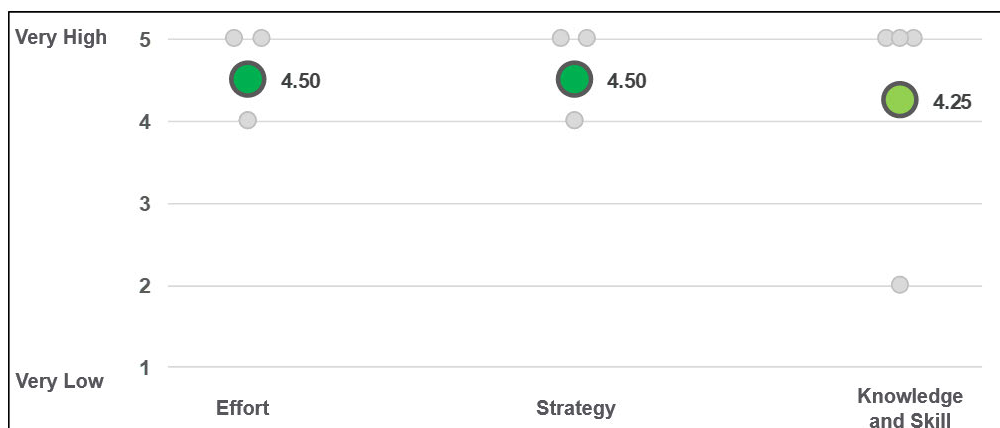 Very High
5
4.50
4.50
4.25
4
3
2
1
Very Low
Effort
Strategy
Knowledge
and Skill